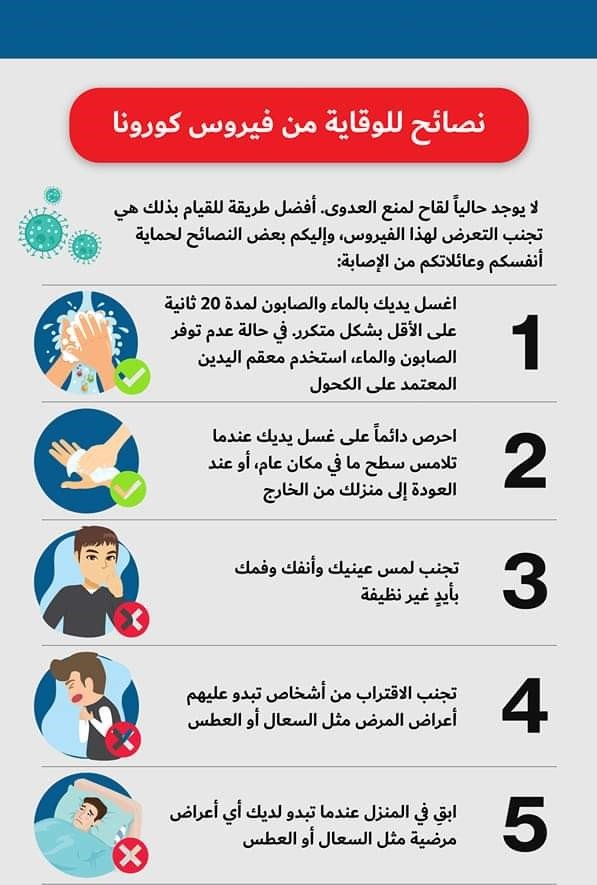 نصائح للوقاية من فيروس كورونا
لا يوجد حالياً لقاح لمنع العدوى. أفضل طريقة للقيام بذلك هي
تجنب التعرض لهذا الفيروس، وإليكم بعض النصائح لحماية
أنفسكم وعائلاتكم من الإصابة:
1
اغسل يديك بالماء والصابون لمدة 20 ثانية
على الأقل بشكل متكرر. في حالة عدم توفر
الصابون والماء، استخدم معقم اليدين
المعتمد على الكحول
2
احرص دائماً على غسل يديك عندما
تلامس سطح ما في مكان عام، أو عند
العودة إلى منزلك من الخارج
3
تجنب لمس عينيك وأنفك وفمك
بأيدٍ غير نظيفة
4
تجنب الاقتراب من أشخاص تبدو عليهم
أعراض المرض مثل السعال أو العطس
5
ابقِ في المنزل عندما تبدو لديك أي أعراض
مرضية مثل السعال أو العطس